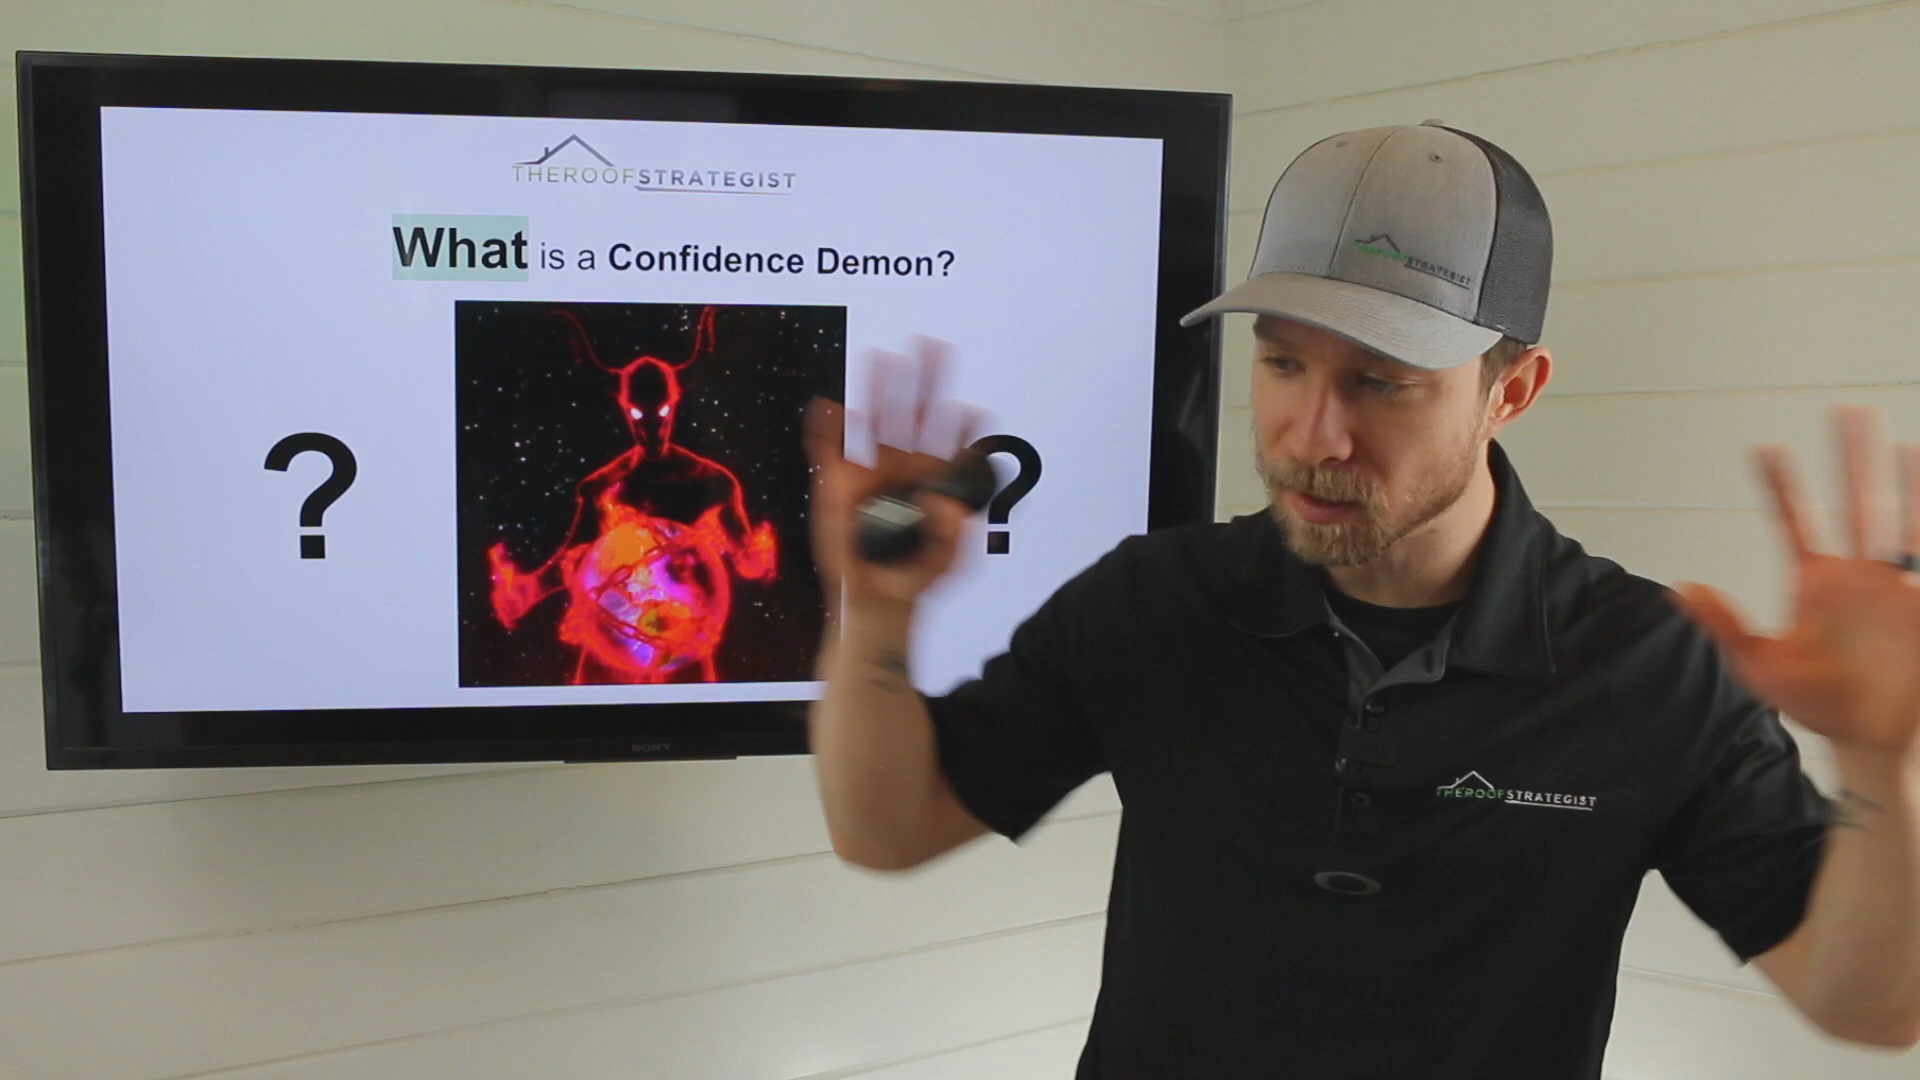 THEROOFSTRATEGIST
What is a Confidence Demon?
? ?
SONY
THEROOFSTRATEGIST
THEROOFSTRATEGIST